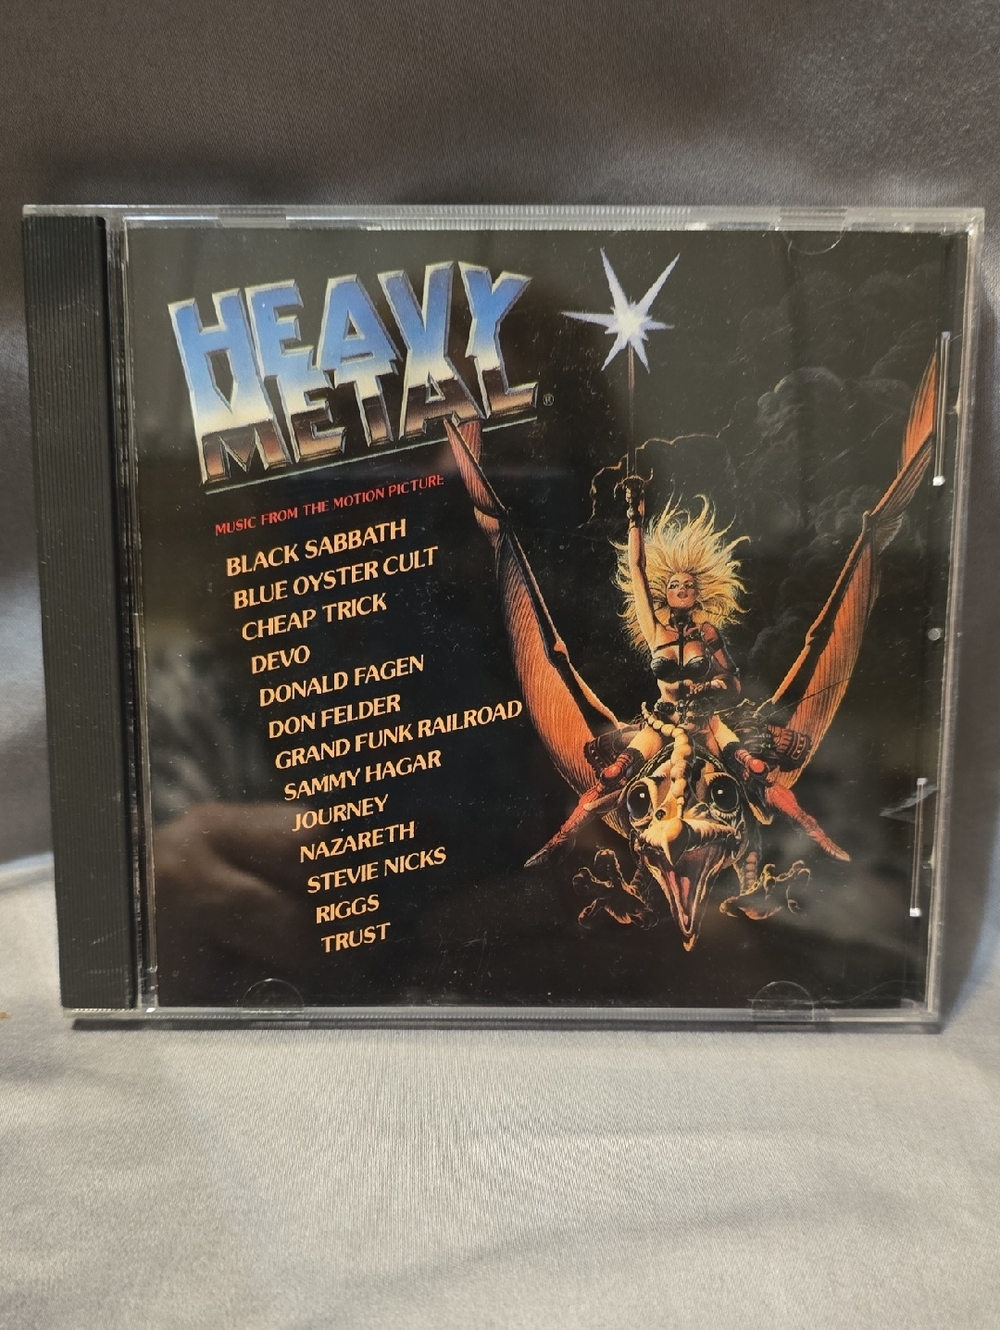 HEAVY
METAL®
MUSIC FROM THE MOTION PICTURE
BLACK SABBATH
BLUE OYSTER CULT
CHEAP TRICK
DEVO
DONALD FAGEN
DON FELDER
GRAND FUNK RAILROAD
SAMMY HAGAR
JOURNEY
NAZARETH
STEVIE NICKS
RIGGS
TRUST